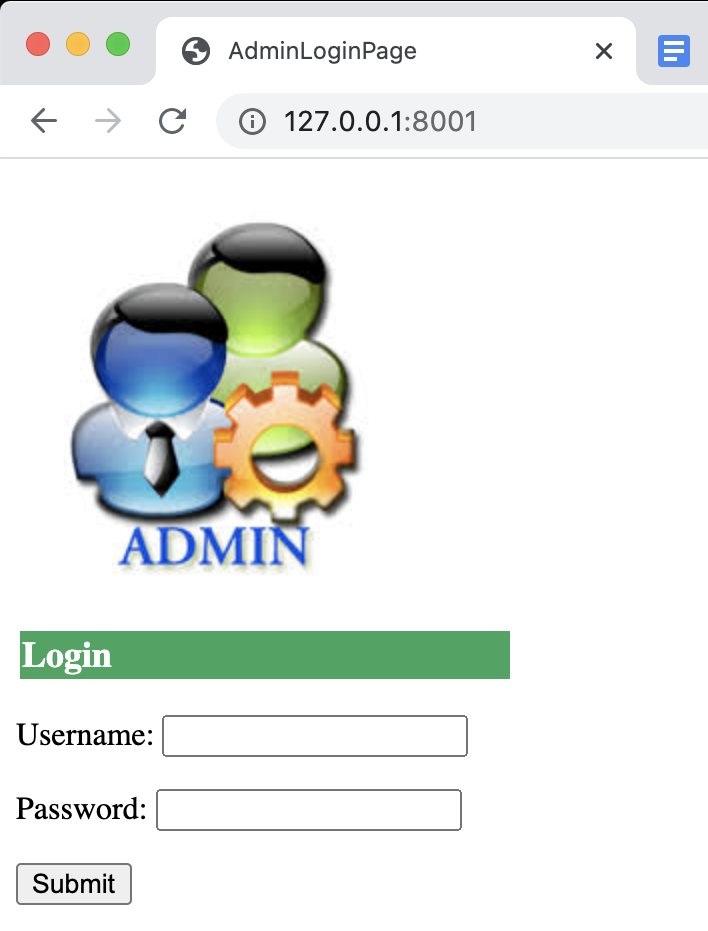 AdminLoginPage
127.0.0.1:8001
ADMIN
Login
Username:
Password:
Submit